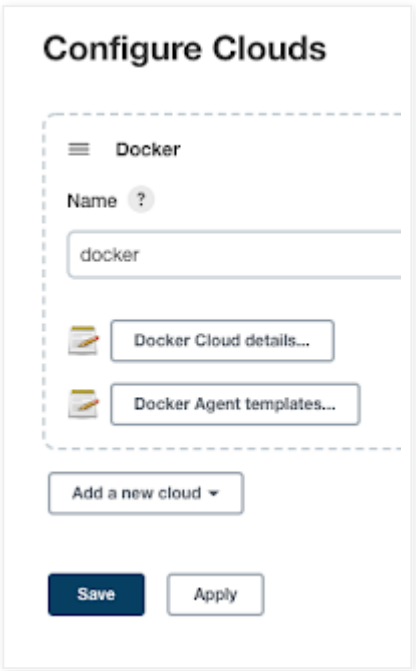 Configure Clouds
Docker
Name ?
docker
Docker Cloud details...
Docker Agent templates...
Add a new cloud
Save Apply